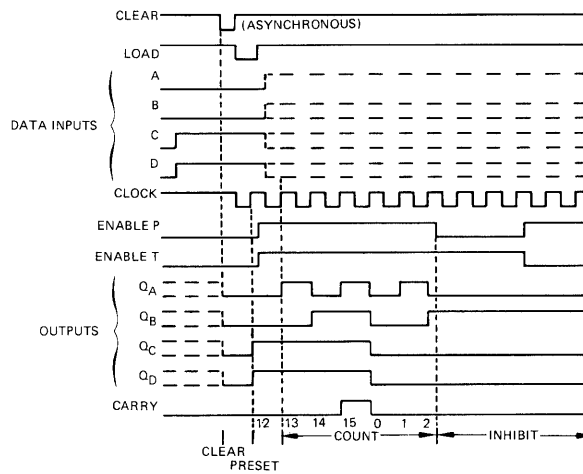 CLEAR
(ASYNCHRONOUS)
LOAD
A
B
DATA INPUTS
C
D
CLOCK
ENABLE P
ENABLE T
QA
QB
OUTPUTS
QC
QD
CARRY
12 13 14 15 0 1 2
COUNT INHIBIT
CLEAR
PRESET